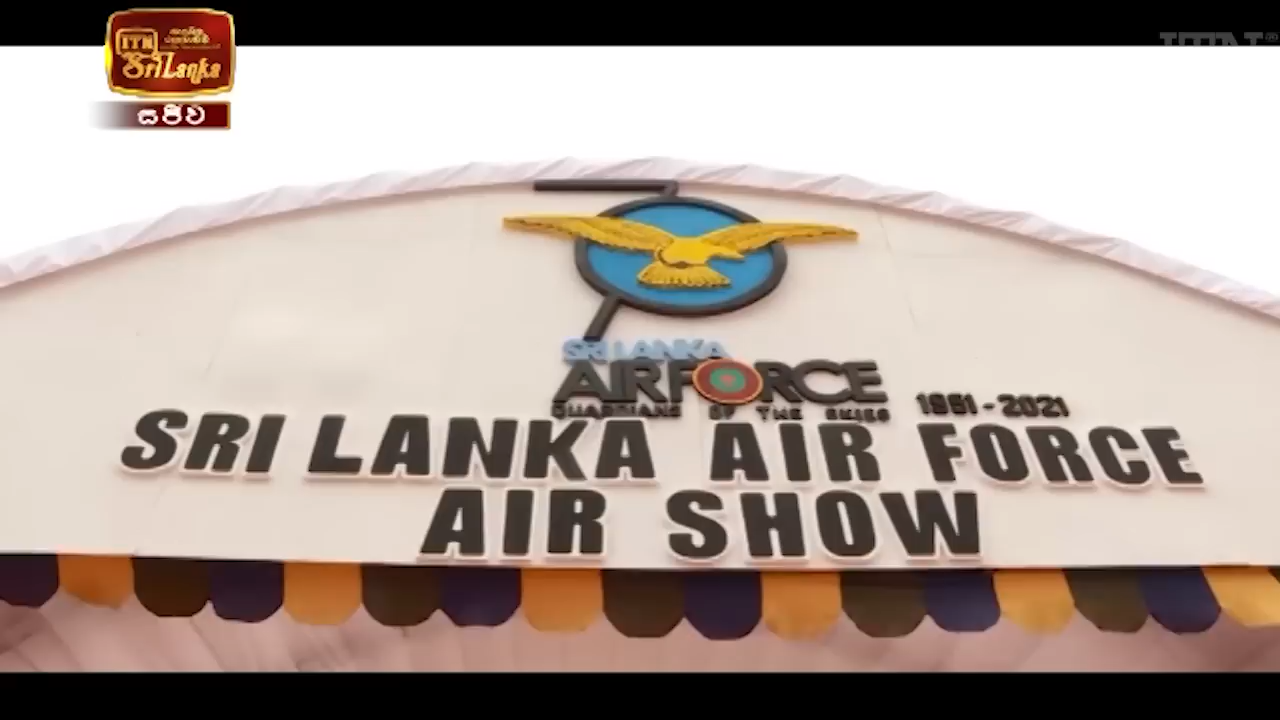 ITN
Sri Lanka
සජීව
SRI LANKA
AIRFORCE
GUARDIANS OF THE SKIES
1951 - 2021
SRI LANKA AIR FORCE
AIR SHOW